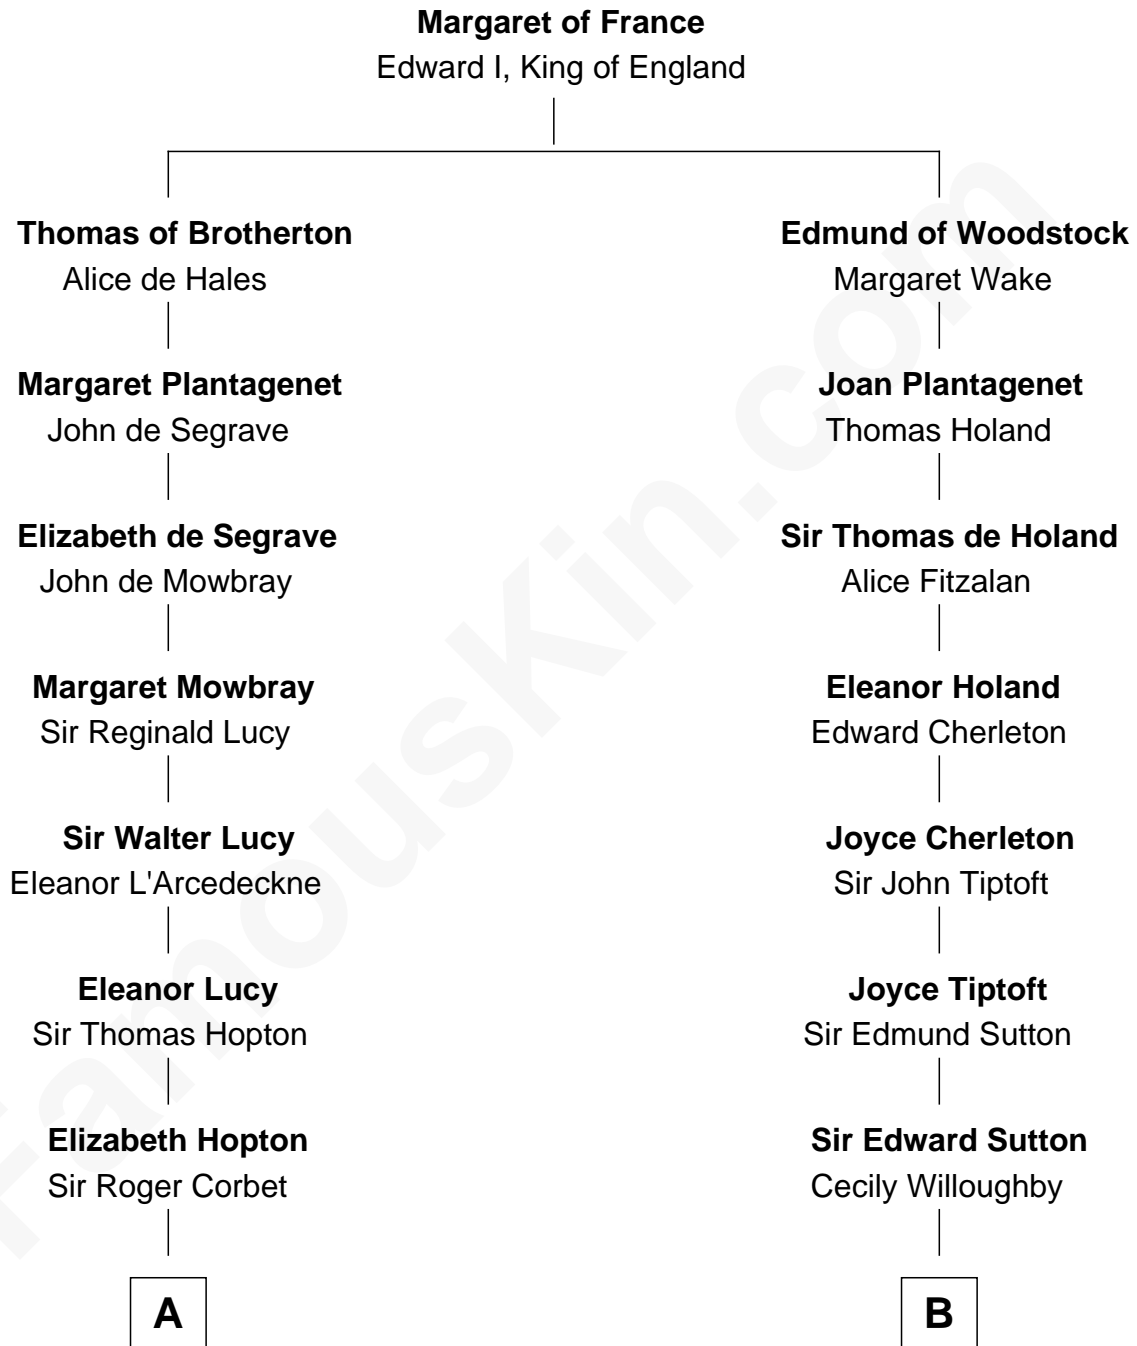 Margaret of France
Edward I, King of England
Thomas of Brotherton
Alice de Hales
Edmund of Woodstock
Margaret Wake
Margaret Plantagenet
John de Segrave
Joan Plantagenet
Thomas Holand
Elizabeth de Segrave
John de Mowbray
Sir Thomas de Holand
Alice Fitzalan
Margaret Mowbray
Sir Reginald Lucy
Eleanor Holand
Edward Cherleton
Sir Walter Lucy
Eleanor L'Arcedeckne
Joyce Cherleton
Sir John Tiptoft
Eleanor Lucy
Sir Thomas Hopton
Joyce Tiptoft
Sir Edmund Sutton
Elizabeth Hopton
Sir Roger Corbet
Sir Edward Sutton
Cecily Willoughby
A
B
FamousKin.com